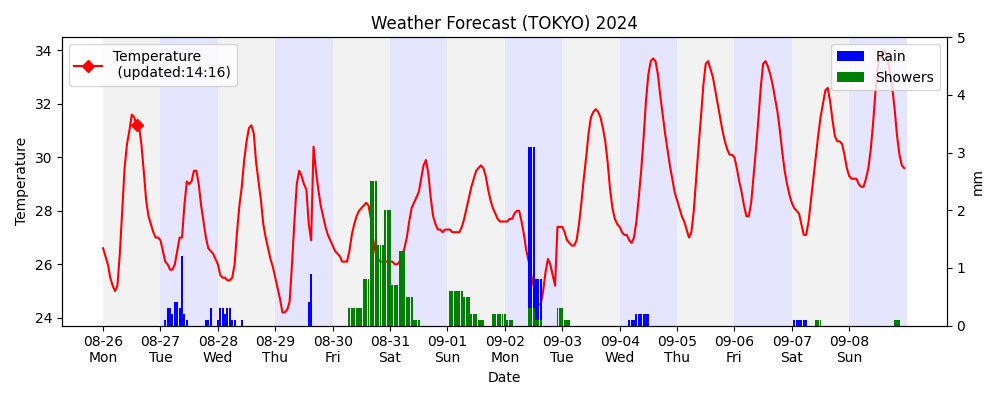 Weather Forecast (TOKYO) 2024
Temperature
(updated:14:16)
Rain
Showers
34
32
30
28
26
24
Temperature
5
4
3
2
1
0
mm
08-26 08-27 08-28 08-29 08-30 08-31 09-01 09-02 09-03 09-04 09-05 09-06 09-07 09-08
Mon Tue Wed Thu Fri Sat Sun Mon Tue Wed Thu Fri Sat Sun
Date